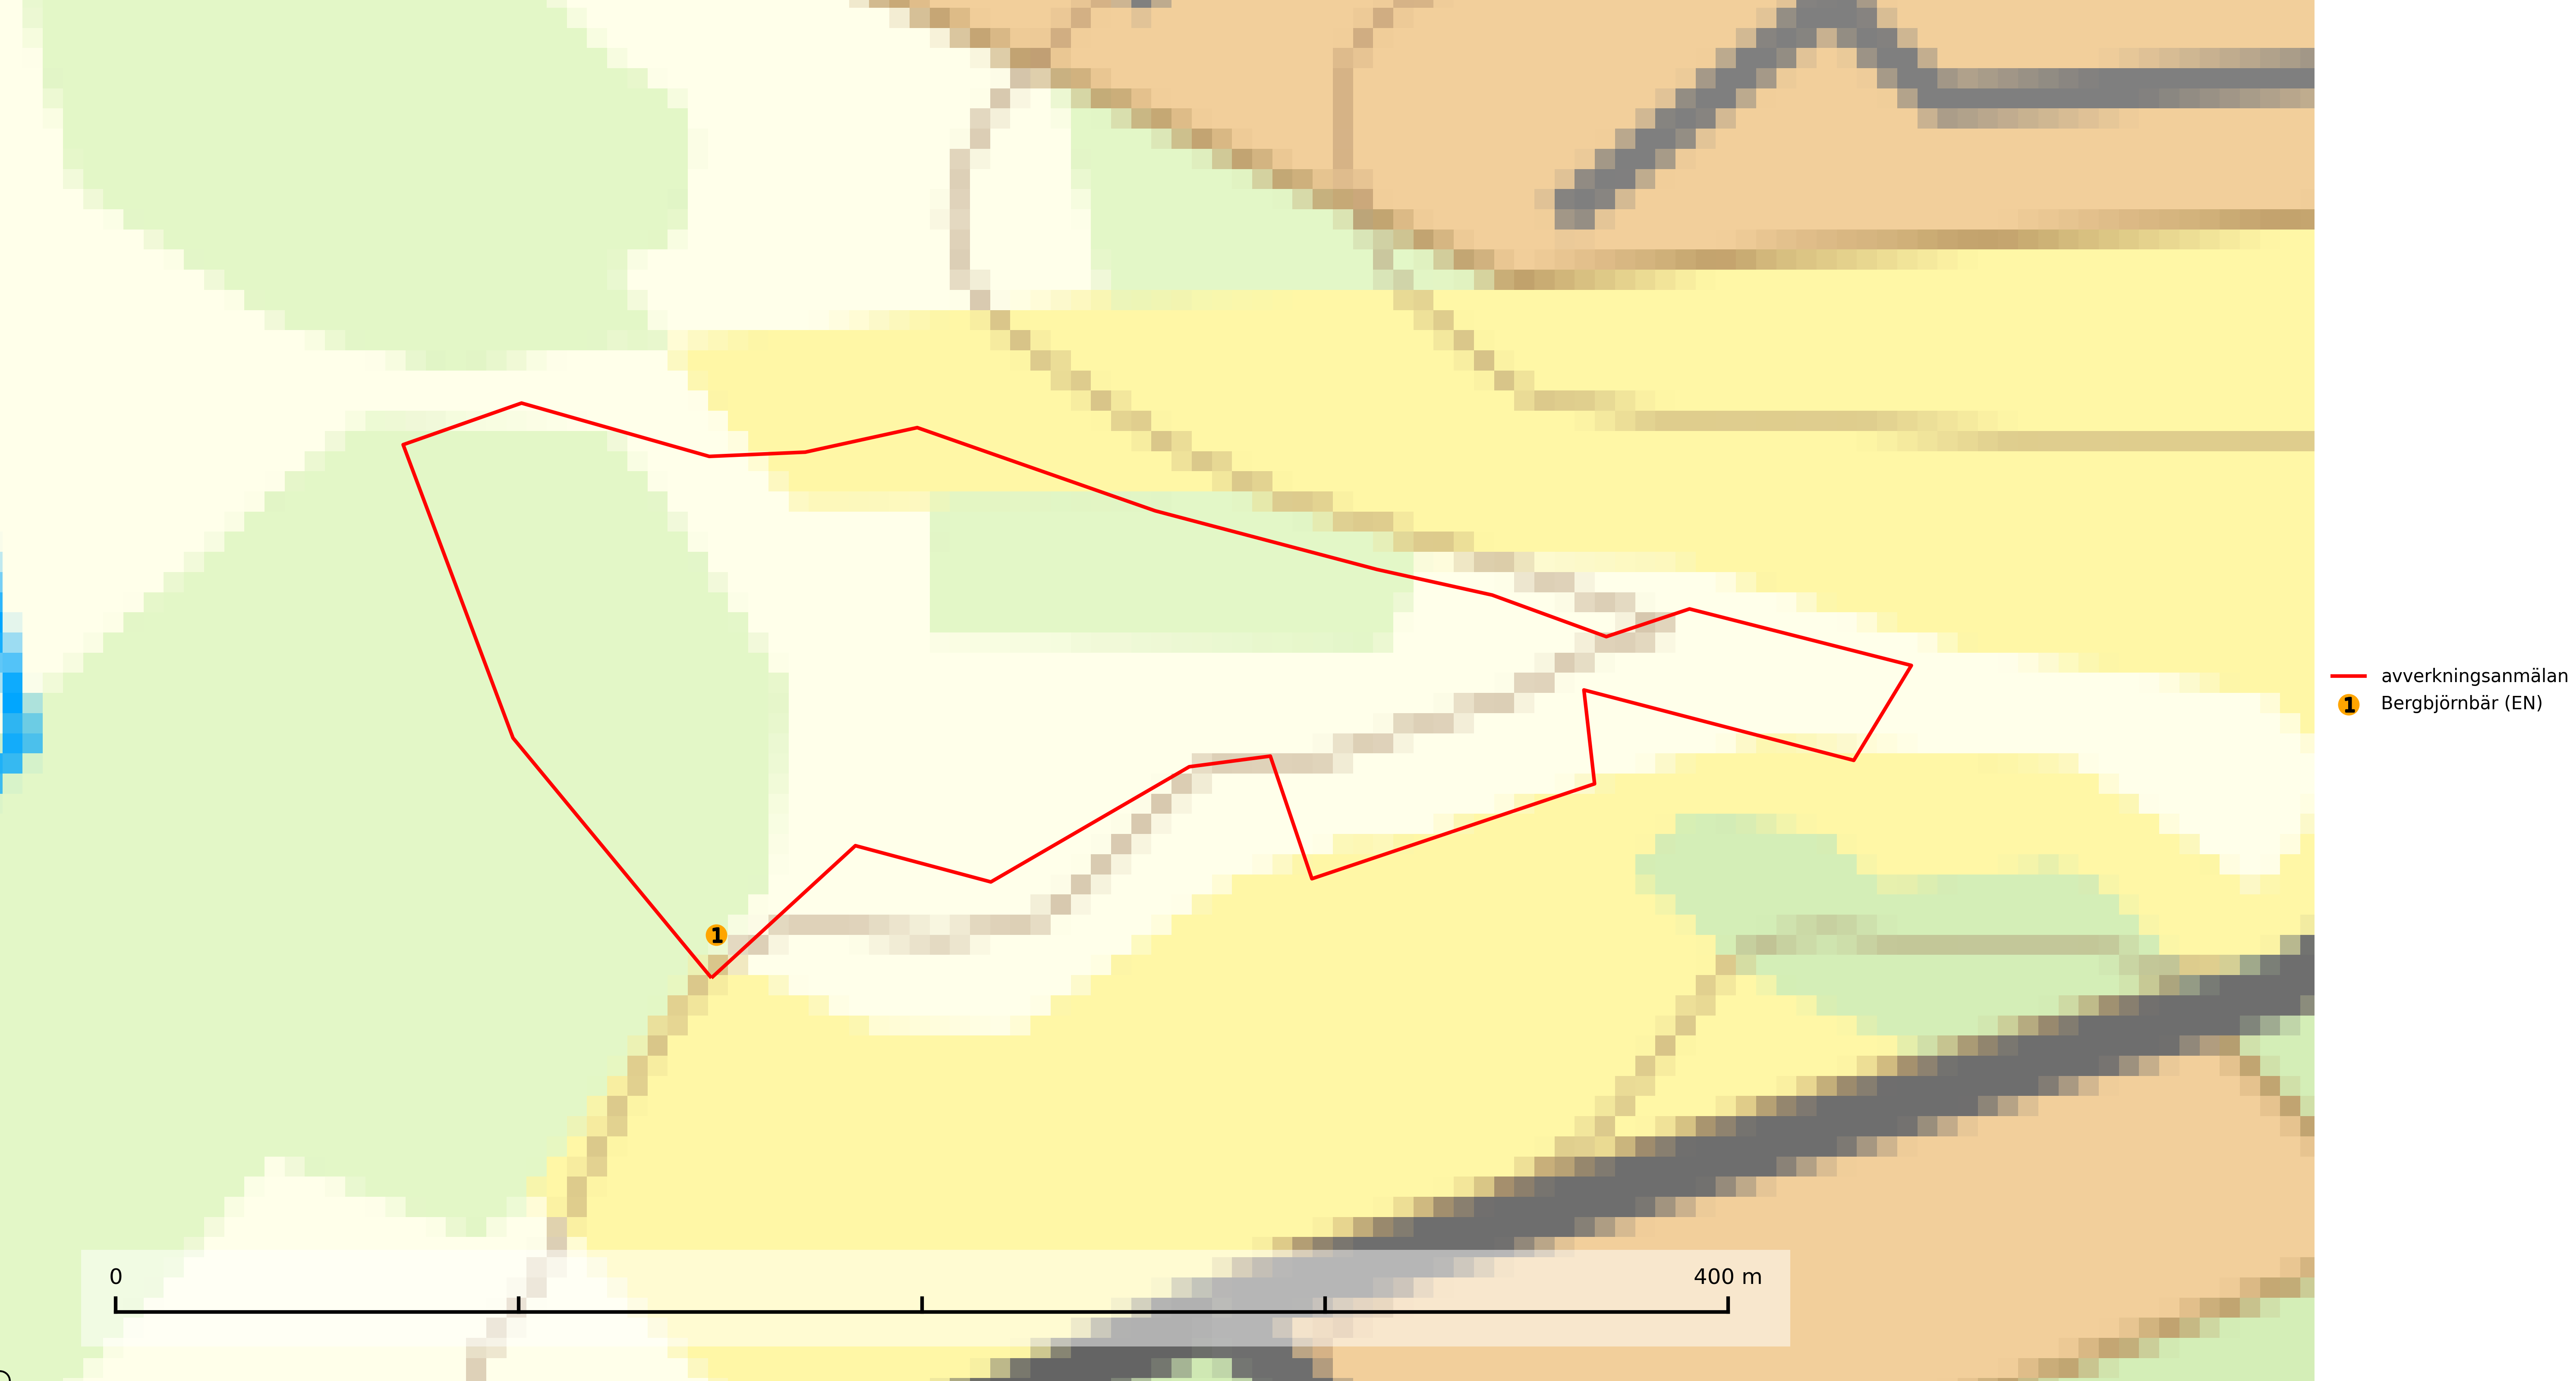 1
0
400 m
avverkningsanmälan
1 Bergbjörnbär (EN)